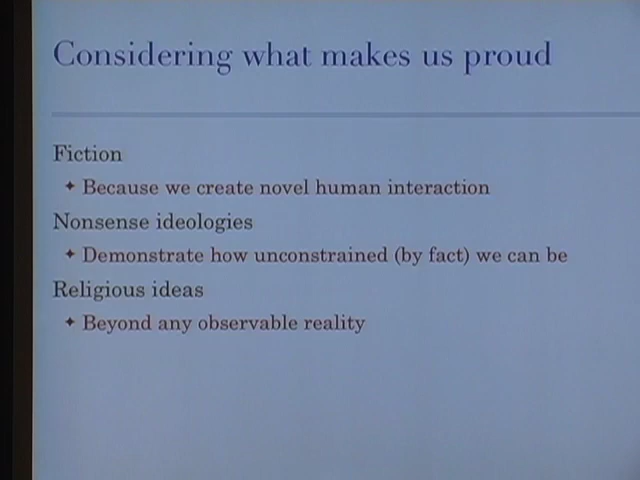 Considering what makes us proud
Fiction
✦ Because we create novel human interaction
Nonsense ideologies
✦ Demonstrate how unconstrained (by fact) we can be
Religious ideas
✦ Beyond any observable reality